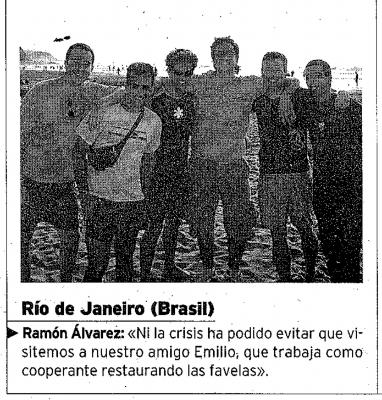 Río de Janeiro (Brasil)
▶ Ramón Álvarez: «Ni la crisis ha podido evitar que vi-
sitemos a nuestro amigo Emilio, que trabaja como
cooperante restaurando las favelas».